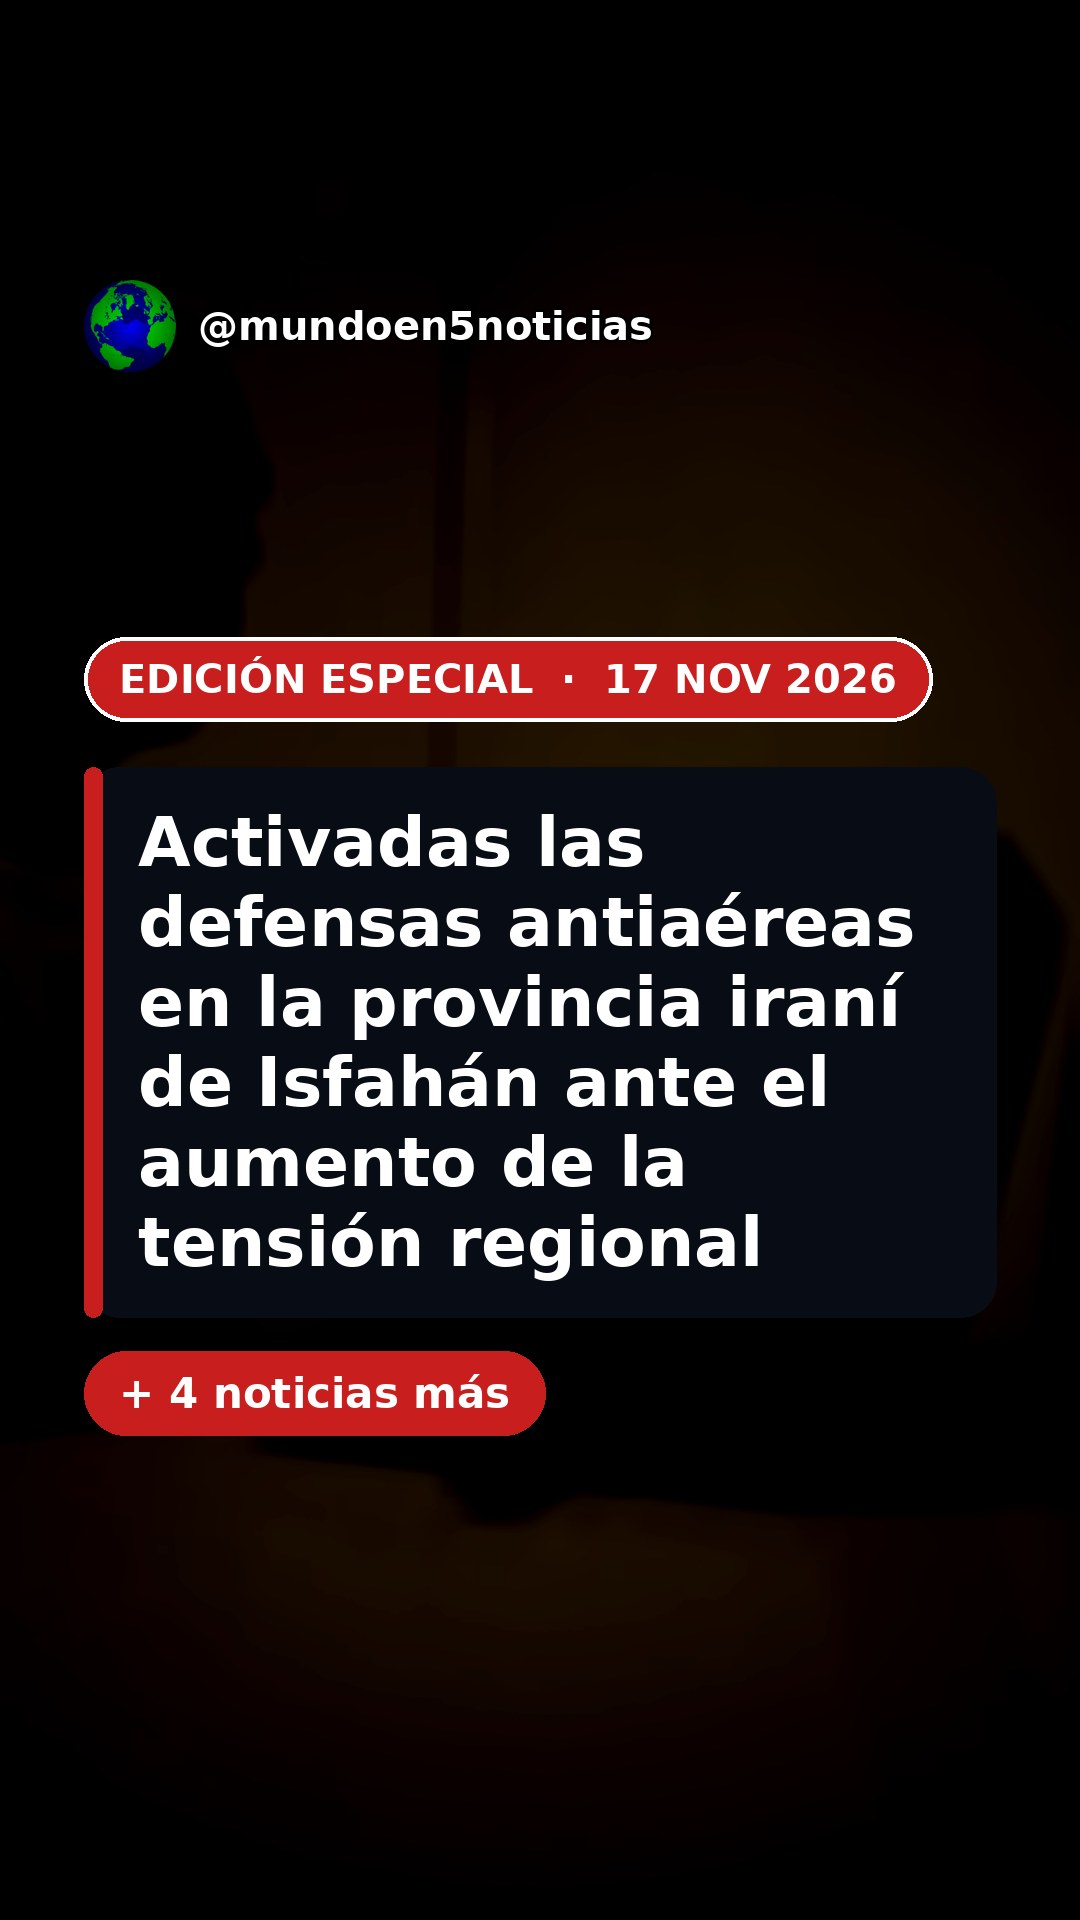 @mundoen5noticias
EDICIÓN ESPECIAL · 17 NOV 2026
Activadas las
defensas antiaéreas
en la provincia iraní
de Isfahán ante el
aumento de la
tensión regional
+ 4 noticias más